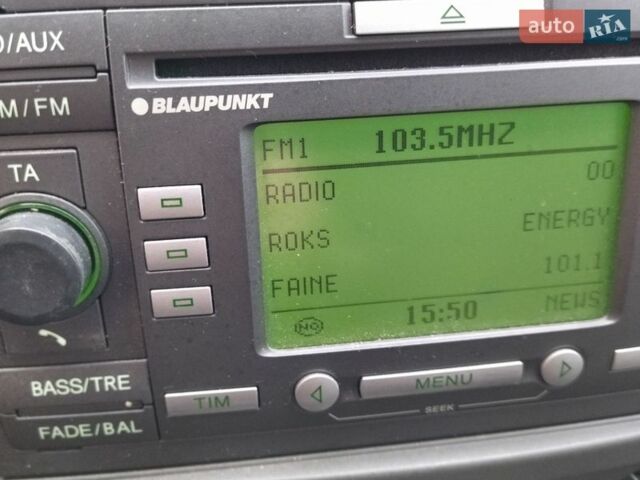 auto RIA .com
/AUX
BLAUPUNKT
M/FM
TA
FM1 103.5MHZ
RADIO 00
ROKS ENERGY
FAINE 101.1
15:50 NEWS
BASS/TRE
TIM MENU
SEEK
FADE/BAL